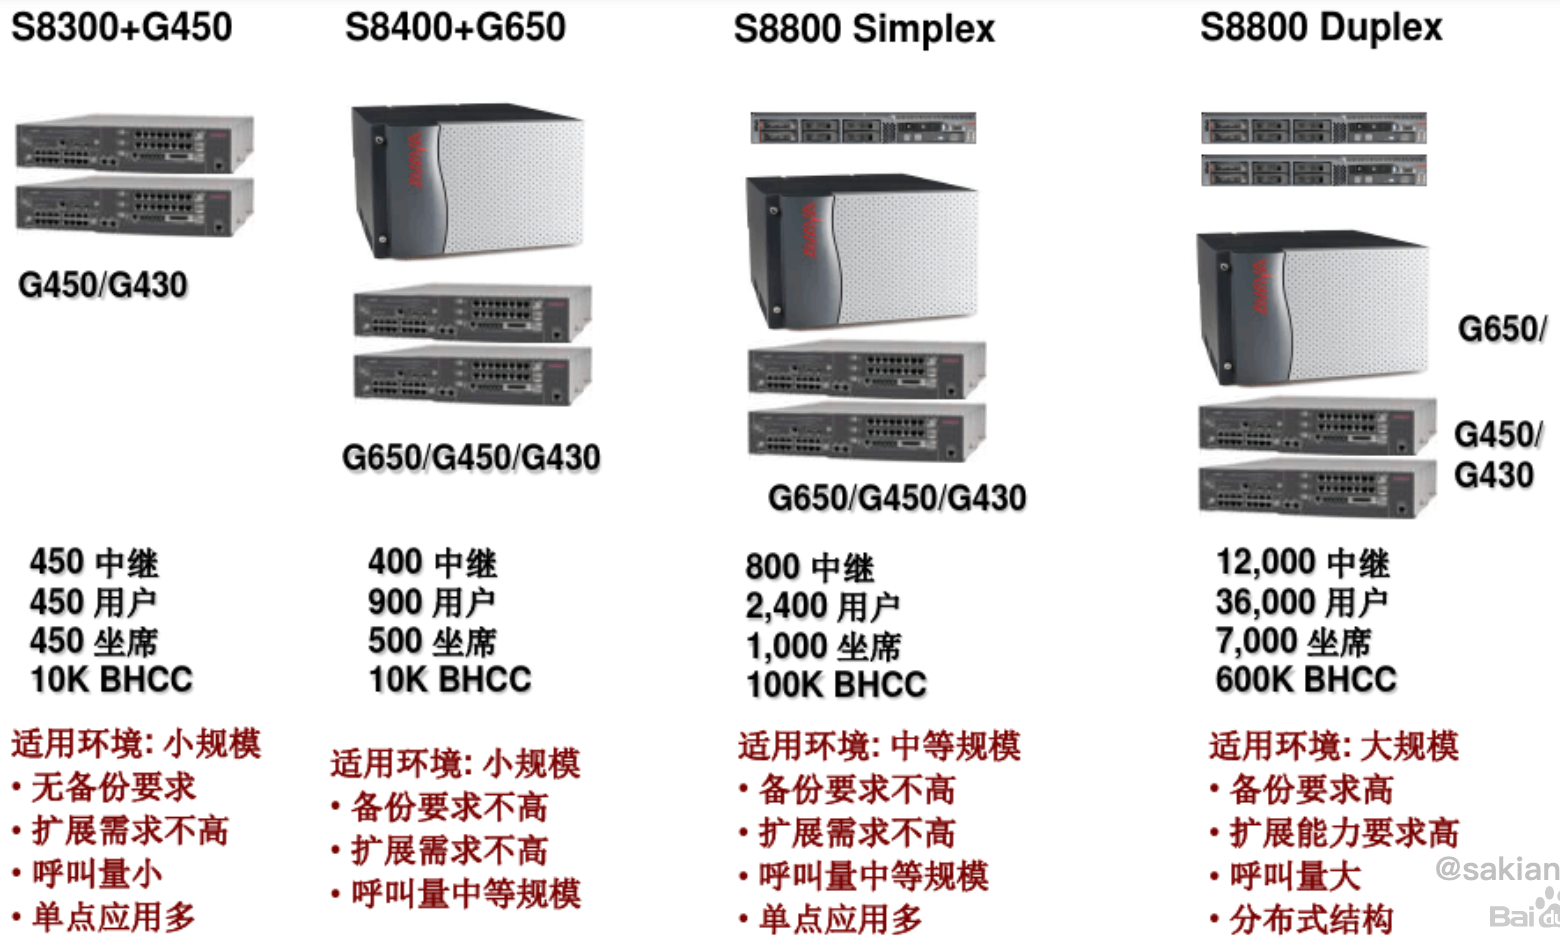 S8300+G450
G450/G430
450 中继
450 用户
450 坐席
10K BHCC
适用环境: 小规模
• 无备份要求
• 扩展需求不高
• 呼叫量小
• 单点应用多
S8400+G650
AVAYA
G650/G450/G430
400 中继
900 用户
500 坐席
10K BHCC
适用环境: 小规模
• 备份要求不高
• 扩展需求不高
• 呼叫量中等规模
S8800 Simplex
AVAYA
G650/G450/G430
800 中继
2,400 用户
1,000 坐席
100K BHCC
适用环境: 中等规模
• 备份要求不高
• 扩展需求不高
• 呼叫量中等规模
• 单点应用多
S8800 Duplex
AVAYA
G650/
G450/
G430
12,000 中继
36,000 用户
7,000 坐席
600K BHCC
适用环境: 大规模
• 备份要求高
• 扩展能力要求高
• 呼叫量大
• 分布式结构
@sakian
Bai du